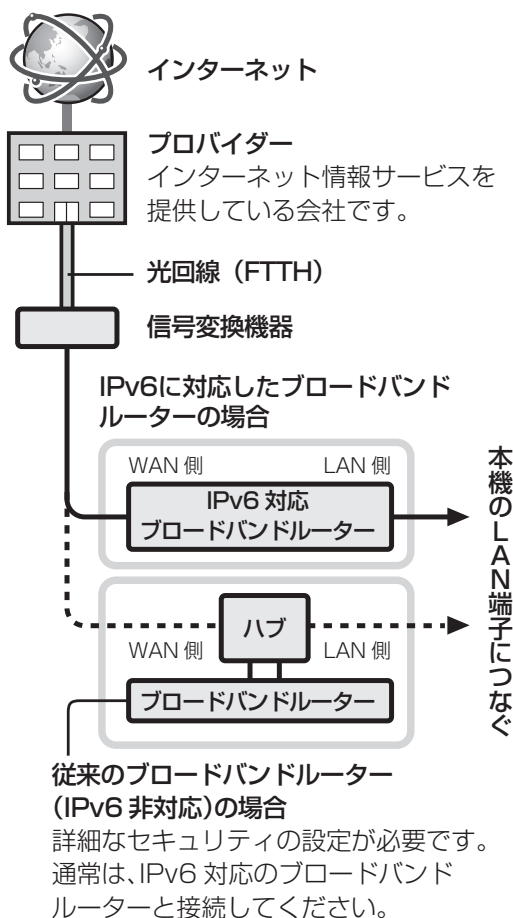 インターネット
プロバイダー
インターネット情報サービスを
提供している会社です。
光回線（FTTH）
信号変換機器
IPv6に対応したブロードバンド
ルーターの場合
WAN 側
LAN 側
IPv6 対応
ブロードバンドルーター
本機のLAN端子につなぐ
ハブ
WAN 側
LAN 側
ブロードバンドルーター
従来のブロードバンドルーター
（IPv6 非対応）の場合
詳細なセキュリティの設定が必要です。
通常は、IPv6 対応のブロードバンド
ルーターと接続してください。